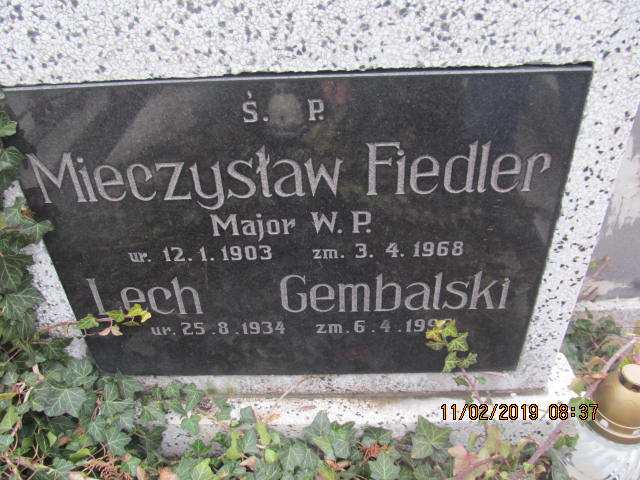 Ś. P.
Mieczysław Fiedler
Major W. P.
ur. 12. 1. 1903 zm. 3. 4. 1968
Lech Gembalski
ur. 25. 8. 1934 zm. 6. 4.
11/02/2019 08:37